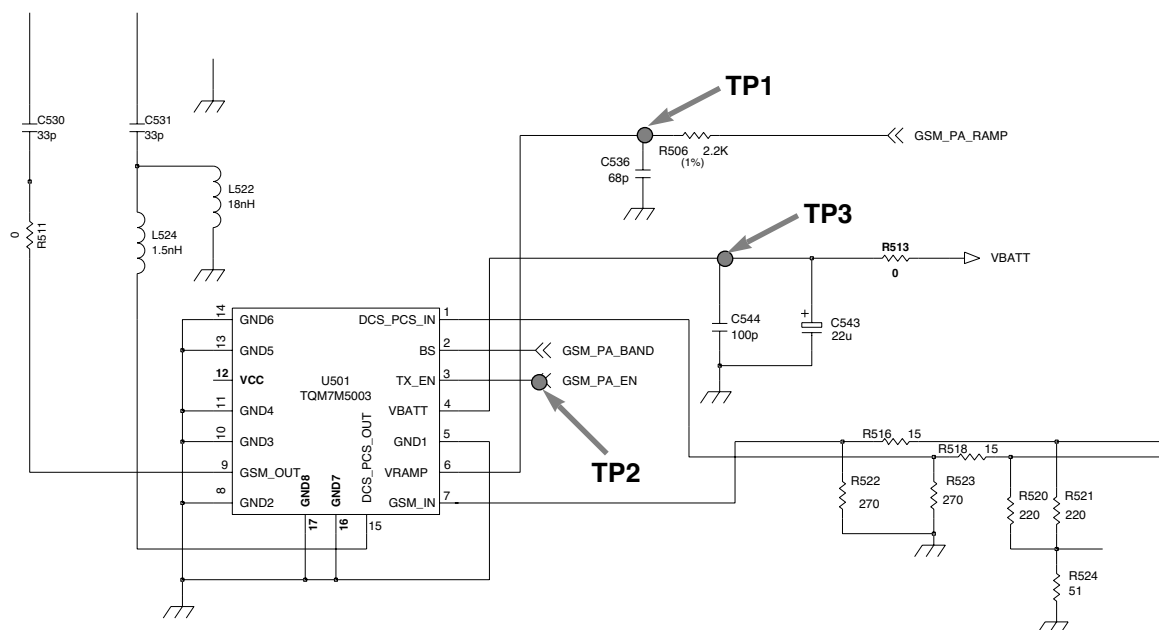 TP1
C530
33p
C531
33p
R506 2.2K
(1%)
GSM_PA_RAMP
C536
68p
L522
18nH
0
R511
L524
1.5nH
TP3
R513
0
VBATT
C544
100p
+
C543
22u
14 GND6
13 GND5
12 VCC
11 GND4
10 GND3
9 GSM_OUT
8 GND2
U501
TQM7M5003
DCS_PCS_IN 1
BS 2
TX_EN 3
VBATT 4
GND1 5
VRAMP 6
GSM_IN 7
GND8
17
GND7
16
DCS_PCS_OUT
15
GSM_PA_BAND
GSM_PA_EN
TP2
R516 15
R518 15
R522
270
R523
270
R520
220
R521
220
R524
51